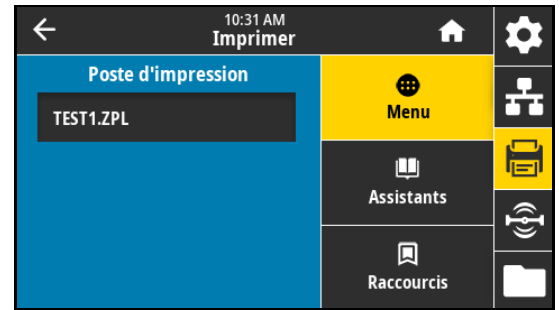 10:31 AM
Imprimer
Poste d'impression
TEST1.ZPL
Menu
Assistants
Raccourcis